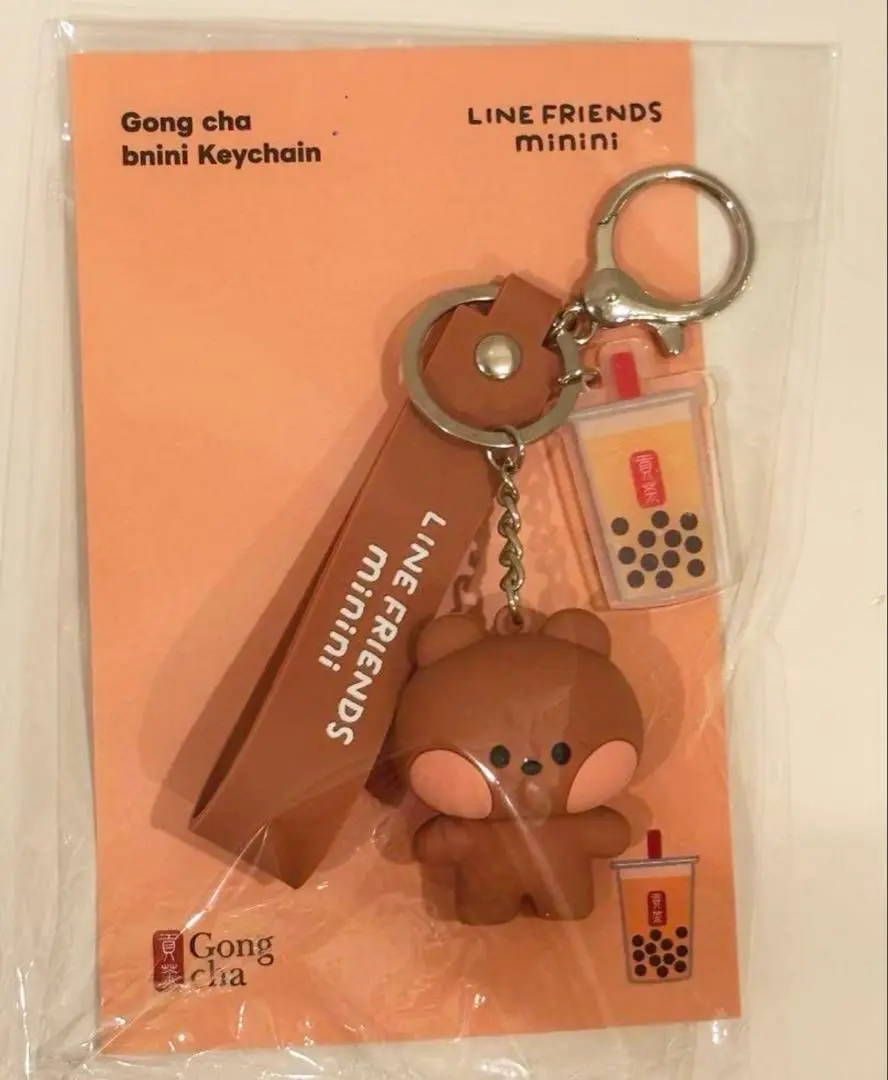 Gong cha
bnini Keychain
LINE FRIENDS
minini
LINE FRIENDS
minini
貢茶
Gong
cha